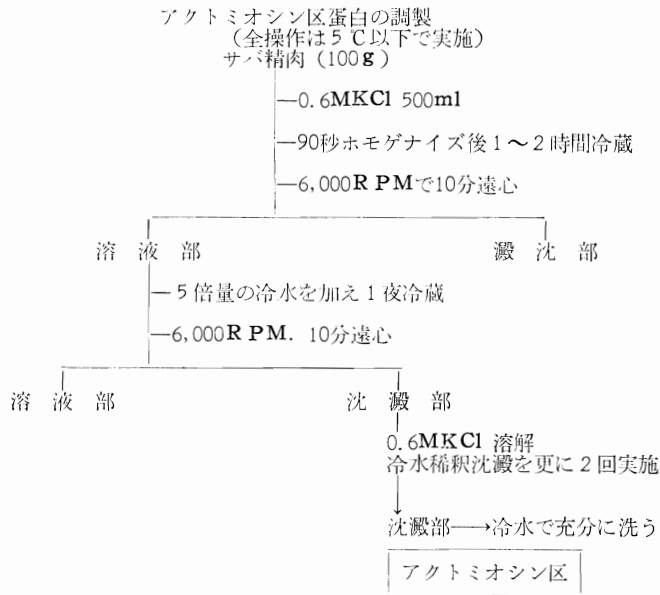 アクトミオシン区蛋白の調製
(全操作は5℃以下で実施)
サバ精肉 (100g)
0.6MKCl 500ml
90秒ホモゲナイズ後1〜2時間冷蔵
6,000RPMで10分遠心
溶液部 澱沈部
5倍量の冷水を加え1夜冷蔵
6,000RPM. 10分遠心
溶液部 沈澱部
0.6MKCl 溶解
冷水稀釈沈澱を更に2回実施
沈澱部→冷水で充分に洗う
アクトミオシン区